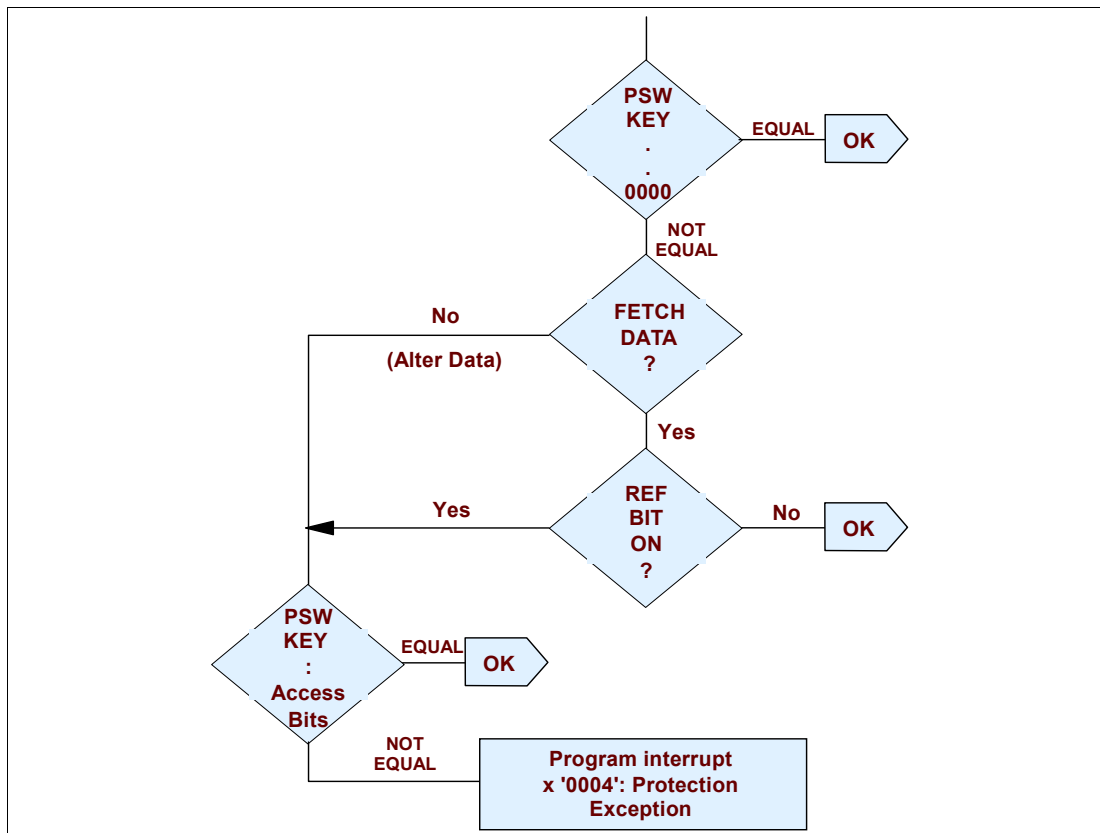 PSW
KEY
.
.
0000
EQUAL
OK
NOT
EQUAL
FETCH
DATA
?
No
(Alter Data)
Yes
REF
BIT
ON
?
Yes
No
OK
PSW
KEY
:
Access
Bits
EQUAL
OK
NOT
EQUAL
Program interrupt
x '0004': Protection
Exception